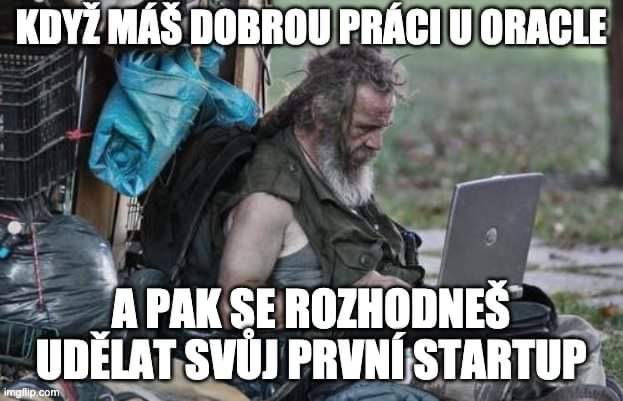 KDYŽ MÁŠ DOBROU PRÁCI U ORACLE
A PAK SE ROZHODNEŠ
UDĚLAT SVŮJ PRVNÍ STARTUP
imgflip.com